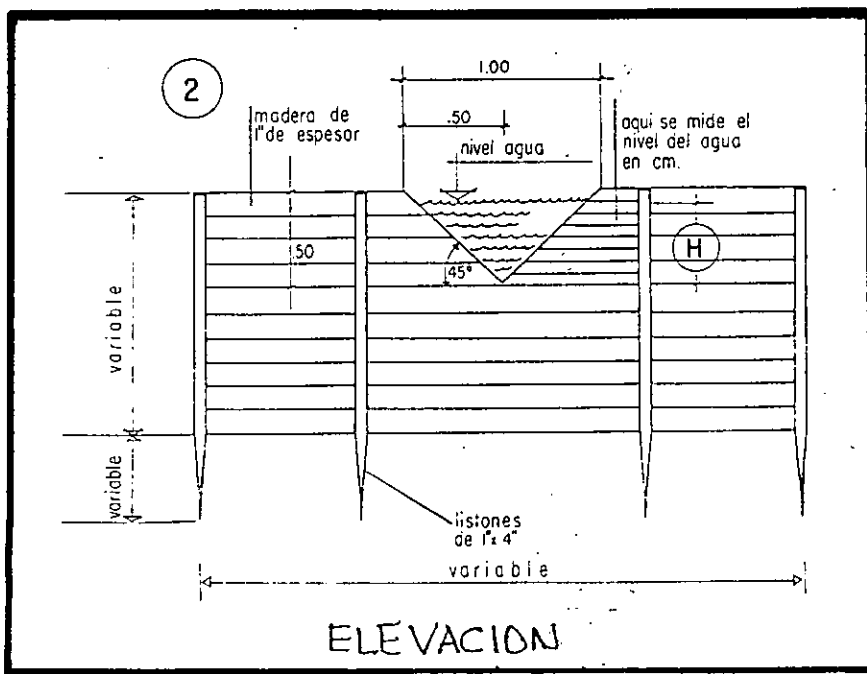 2
1.00
.50
madera de
1" de espesor
nivel agua
aqui se mide el
nivel del agua
en cm.
50
45°
H
variable
variable
listones
de 1"x 4"
variable
ELEVACION